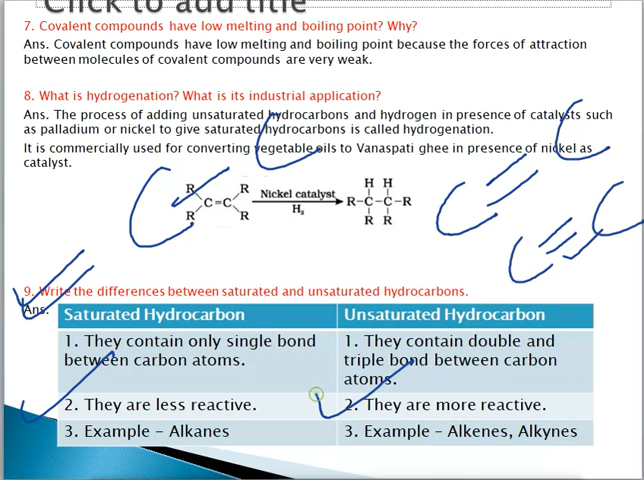 Click to add title
7. Covalent compounds have low melting and boiling point? Why?
Ans. Covalent compounds have low melting and boiling point because the forces of attraction
between molecules of covalent compounds are very weak.
8. What is hydrogenation? What is its industrial application?
Ans. The process of adding unsaturated hydrocarbons and hydrogen in presence of catalysts such
as palladium or nickel to give saturated hydrocarbons is called hydrogenation.
It is commercially used for converting vegetable oils to Vanaspati ghee in presence of nickel as
catalyst.
R R H H
C=C Nickel catalyst R-C-C-R
R R H₂ R R
9. Write the differences between saturated and unsaturated hydrocarbons.
Ans.
Saturated Hydrocarbon Unsaturated Hydrocarbon
1. They contain only single bond 1. They contain double and
between carbon atoms. triple bond between carbon
atoms.
2. They are less reactive. 2. They are more reactive.
3. Example – Alkanes 3. Example – Alkenes, Alkynes